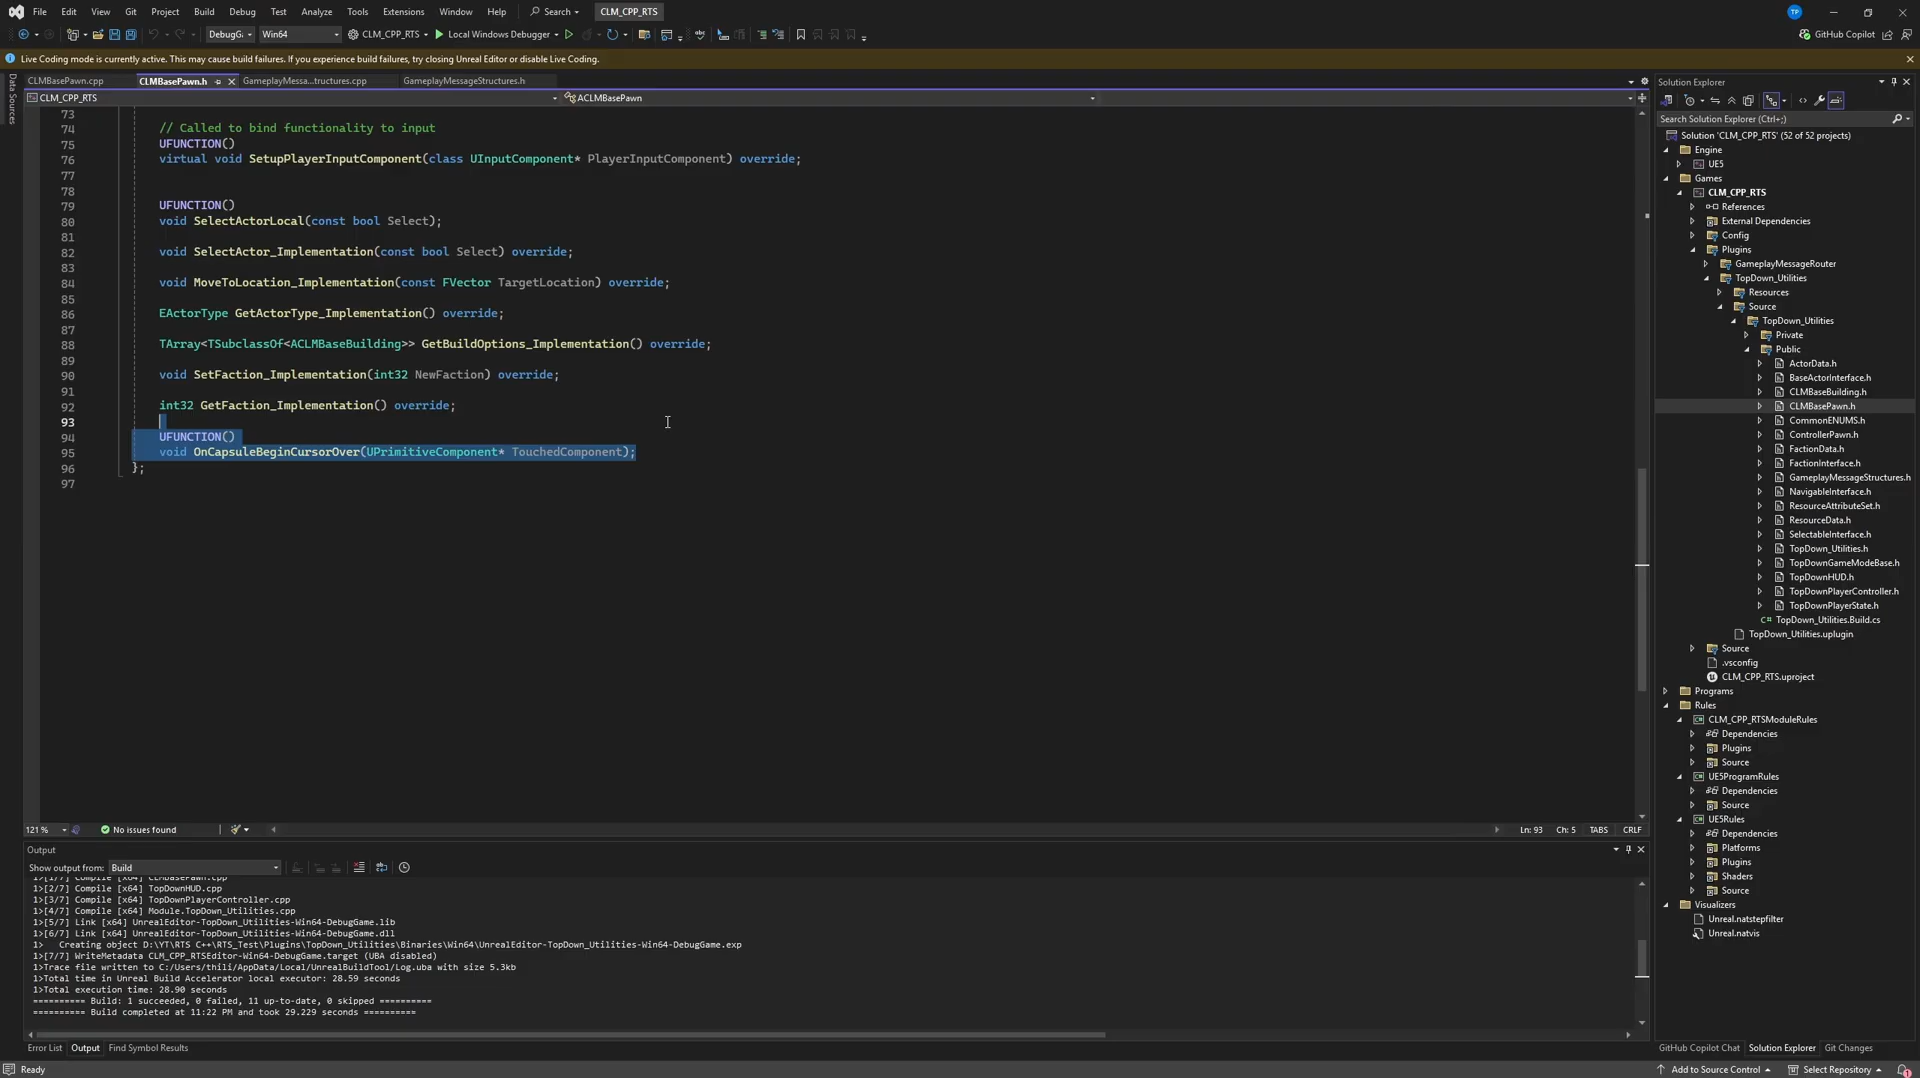 File Edit View Git Project Build Debug Test Analyze Tools Extensions Window Help Search CLM_CPP_RTS TP
DebugG Win64 CLM_CPP_RTS Local Windows Debugger GitHub Copilot
Live Coding mode is currently active. This may cause build failures. If you experience build failures, try closing Unreal Editor or disable Live Coding.
Data Sources
CLMBasePawn.cpp CLMBasePawn.h GameplayMessa...tructures.cpp GameplayMessageStructures.h
CLM_CPP_RTS ACLMBasePawn
73
74 // Called to bind functionality to input
75 UFUNCTION()
76 virtual void SetupPlayerInputComponent(class UInputComponent* PlayerInputComponent) override;
77
78
79 UFUNCTION()
80 void SelectActorLocal(const bool Select);
81
82 void SelectActor_Implementation(const bool Select) override;
83
84 void MoveToLocation_Implementation(const FVector TargetLocation) override;
85
86 EActorType GetActorType_Implementation() override;
87
88 TArray<TSubclassOf<ACLMBaseBuilding>> GetBuildOptions_Implementation() override;
89
90 void SetFaction_Implementation(int32 NewFaction) override;
91
92 int32 GetFaction_Implementation() override;
93
94 UFUNCTION()
95 void OnCapsuleBeginCursorOver(UPrimitiveComponent* TouchedComponent);
96 };
97
121 % No issues found Ln: 93 Ch: 5 TABS CRLF
Output
Show output from: Build
1>[1/7] Compile [x64] CLMBasePawn.cpp
1>[2/7] Compile [x64] TopDownHUD.cpp
1>[3/7] Compile [x64] TopDownPlayerController.cpp
1>[4/7] Compile [x64] Module.TopDown_Utilities.cpp
1>[5/7] Link [x64] UnrealEditor-TopDown_Utilities-Win64-DebugGame.lib
1>[6/7] Link [x64] UnrealEditor-TopDown_Utilities-Win64-DebugGame.dll
1> Creating object D:\YT\RTS C++\RTS_Test\Plugins\TopDown_Utilities\Binaries\Win64\UnrealEditor-TopDown_Utilities-Win64-DebugGame.exp
1>[7/7] WriteMetadata CLM_CPP_RTSEditor-Win64-DebugGame.target (UBA disabled)
1>Trace file written to C:/Users/thili/AppData/Local/UnrealBuildTool/Log.uba with size 5.3kb
1>Total time in Unreal Build Accelerator local executor: 28.59 seconds
1>Total execution time: 28.90 seconds
========== Build: 1 succeeded, 0 failed, 11 up-to-date, 0 skipped ==========
========== Build completed at 11:22 PM and took 29.229 seconds ==========
Error List Output Find Symbol Results
Ready
Solution Explorer
Search Solution Explorer (Ctrl+;)
Solution 'CLM_CPP_RTS' (52 of 52 projects)
Engine
UE5
Games
CLM_CPP_RTS
References
External Dependencies
Config
Plugins
GameplayMessageRouter
TopDown_Utilities
Resources
Source
TopDown_Utilities
Private
Public
ActorData.h
BaseActorInterface.h
CLMBaseBuilding.h
CLMBasePawn.h
CommonENUMS.h
ControllerPawn.h
FactionData.h
FactionInterface.h
GameplayMessageStructures.h
NavigableInterface.h
ResourceAttributeSet.h
ResourceData.h
SelectableInterface.h
TopDown_Utilities.h
TopDownGameModeBase.h
TopDownHUD.h
TopDownPlayerController.h
TopDownPlayerState.h
C# TopDown_Utilities.Build.cs
TopDown_Utilities.uplugin
Source
.vsconfig
CLM_CPP_RTS.uproject
Programs
Rules
CLM_CPP_RTSModuleRules
Dependencies
Plugins
Source
UE5ProgramRules
Dependencies
Source
UE5Rules
Dependencies
Platforms
Plugins
Shaders
Source
Visualizers
Unreal.natstepfilter
Unreal.natvis
GitHub Copilot Chat Solution Explorer Git Changes
Add to Source Control Select Repository